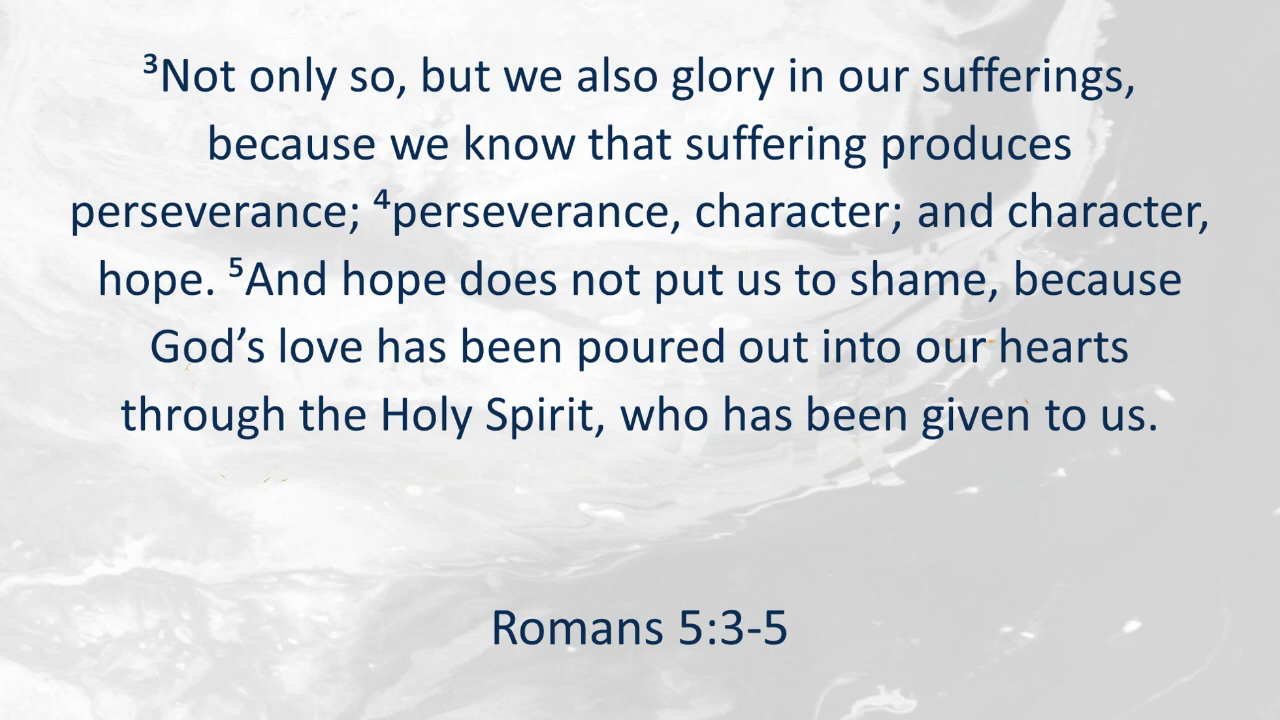 ³Not only so, but we also glory in our sufferings,
because we know that suffering produces
perseverance; ⁴perseverance, character; and character,
hope. ⁵And hope does not put us to shame, because
God’s love has been poured out into our hearts
through the Holy Spirit, who has been given to us.
Romans 5:3-5